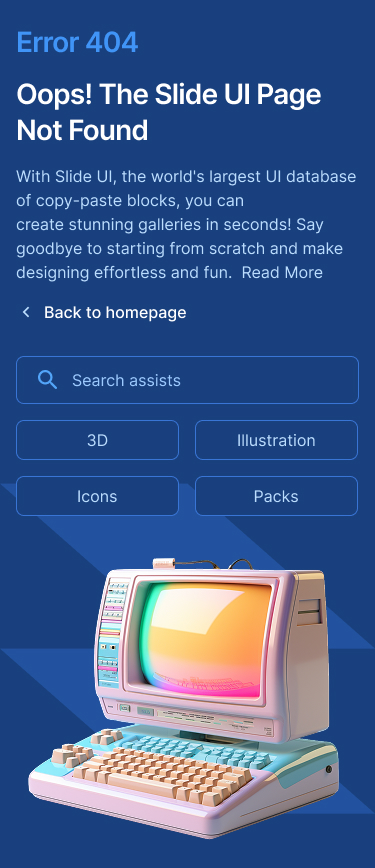 Error 404
Oops! The Slide UI Page
Not Found
With Slide UI, the world's largest UI database
of copy-paste blocks, you can
create stunning galleries in seconds! Say
goodbye to starting from scratch and make
designing effortless and fun.  Read More
Back to homepage
Search assists
3D
Illustration
Icons
Packs